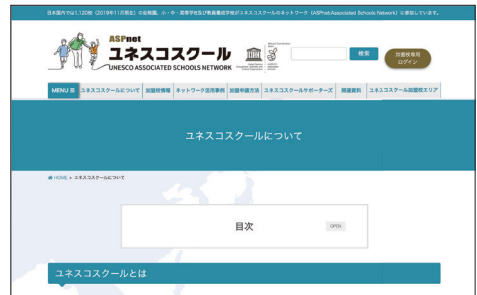 日本国内では1,120校（2019年11月現在）の幼稚園、小・中・高等学校及び教員養成学校がユネスコスクールのネットワーク（ASPnet:Associated Schools Network）に参加しています。
ASPnet
ユネスコスクール
UNESCO ASSOCIATED SCHOOLS NETWORK
検索
加盟校専用
ログイン
MENU ユネスコスクールについて 加盟校情報 ネットワーク活用事例 加盟申請方法 ユネスコスクールサポーターズ 関連資料 ユネスコスクール加盟校エリア
ユネスコスクールについて
HOME » ユネスコスクールについて
目次 OPEN
ユネスコスクールとは